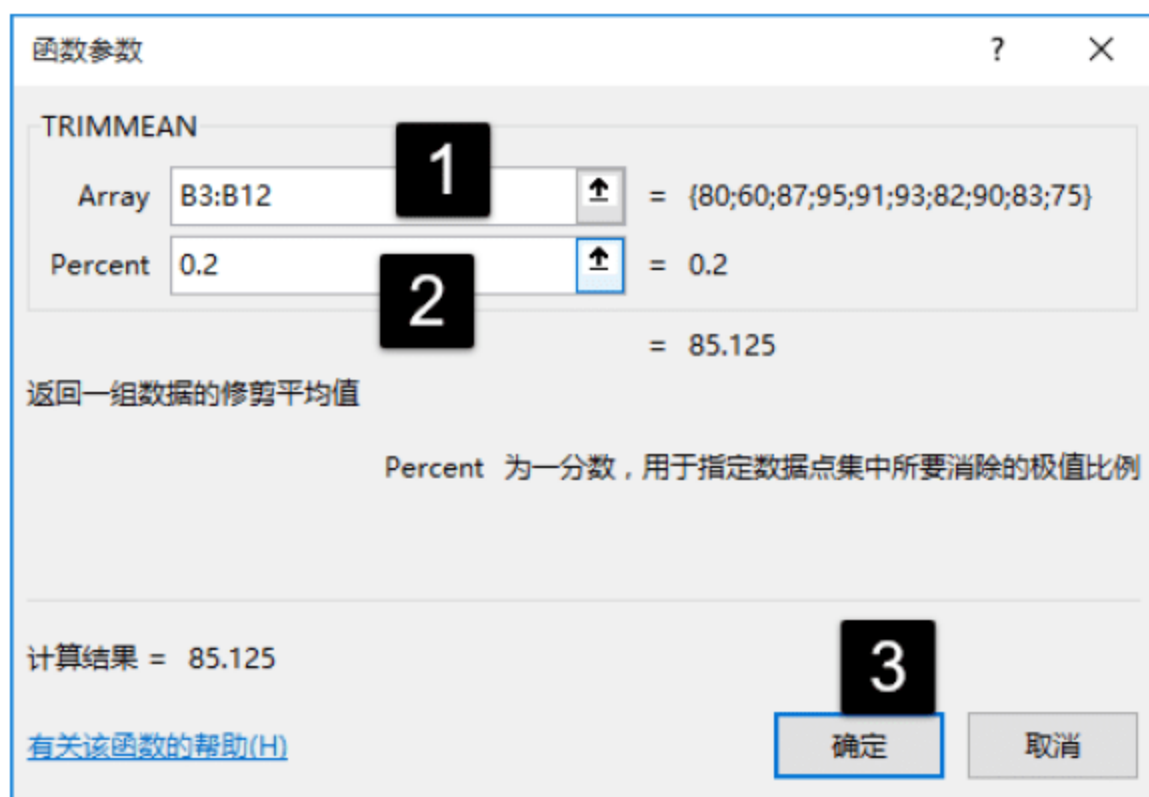 函数参数 ? ×
TRIMMEAN
1
Array B3:B12 = {80;60;87;95;91;93;82;90;83;75}
Percent 0.2 = 0.2
2
= 85.125
返回一组数据的修剪平均值
Percent 为一分数，用于指定数据点集中所要消除的极值比例
计算结果 = 85.125
3
有关该函数的帮助(H) 确定 取消